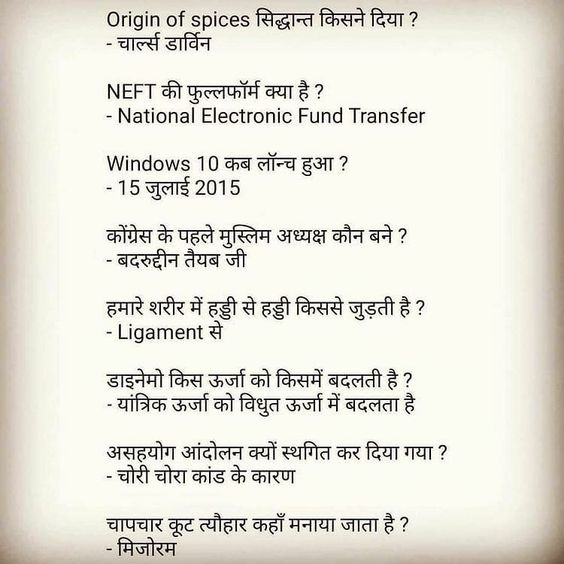 Origin of spices सिद्धान्त किसने दिया ?
- चार्ल्स डार्विन
NEFT की फुल्लफॉर्म क्या है ?
- National Electronic Fund Transfer
Windows 10 कब लॉन्च हुआ ?
- 15 जुलाई 2015
कोंग्रेस के पहले मुस्लिम अध्यक्ष कौन बने ?
- बदरुद्दीन तैयब जी
हमारे शरीर में हड्डी से हड्डी किससे जुड़ती है ?
- Ligament से
डाइनेमो किस ऊर्जा को किसमें बदलती है ?
- यांत्रिक ऊर्जा को विधुत ऊर्जा में बदलता है
असहयोग आंदोलन क्यों स्थगित कर दिया गया ?
- चोरी चोरा कांड के कारण
चापचार कूट त्यौहार कहाँ मनाया जाता है ?
- मिजोरम